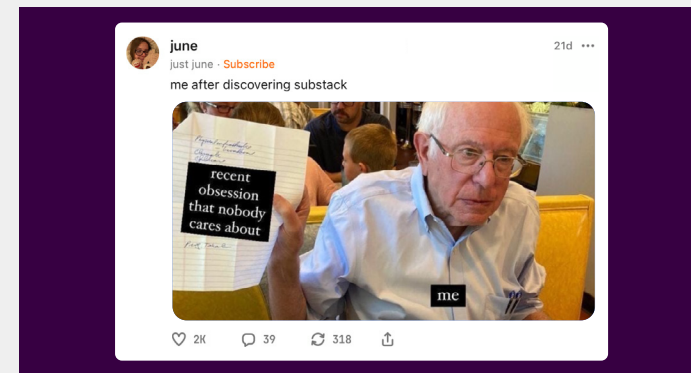 june
21d
just june · Subscribe
me after discovering substack
recent
obsession
that nobody
cares about
me
2K
39
318